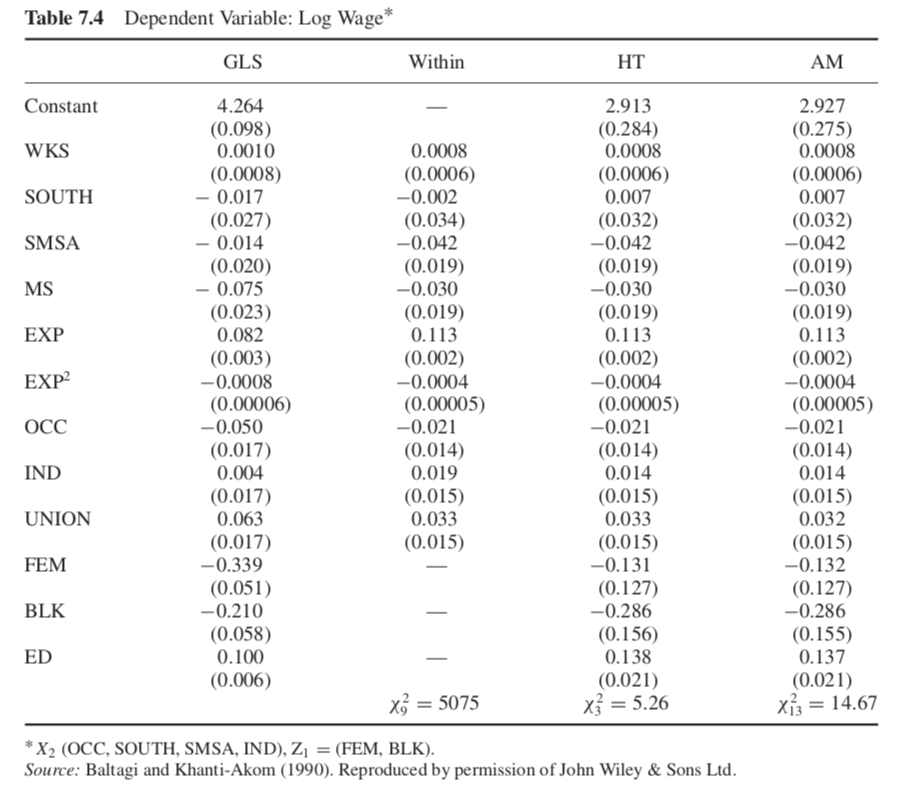 Table 7.4 Dependent Variable: Log Wage*
GLS Within HT AM
Constant 4.264 — 2.913 2.927
(0.098) (0.284) (0.275)
WKS 0.0010 0.0008 0.0008 0.0008
(0.0008) (0.0006) (0.0006) (0.0006)
SOUTH − 0.017 −0.002 0.007 0.007
(0.027) (0.034) (0.032) (0.032)
SMSA − 0.014 −0.042 −0.042 −0.042
(0.020) (0.019) (0.019) (0.019)
MS − 0.075 −0.030 −0.030 −0.030
(0.023) (0.019) (0.019) (0.019)
EXP 0.082 0.113 0.113 0.113
(0.003) (0.002) (0.002) (0.002)
EXP² −0.0008 −0.0004 −0.0004 −0.0004
(0.00006) (0.00005) (0.00005) (0.00005)
OCC −0.050 −0.021 −0.021 −0.021
(0.017) (0.014) (0.014) (0.014)
IND 0.004 0.019 0.014 0.014
(0.017) (0.015) (0.015) (0.015)
UNION 0.063 0.033 0.033 0.032
(0.017) (0.015) (0.015) (0.015)
FEM −0.339 — −0.131 −0.132
(0.051) (0.127) (0.127)
BLK −0.210 — −0.286 −0.286
(0.058) (0.156) (0.155)
ED 0.100 — 0.138 0.137
(0.006) (0.021) (0.021)
χ²₉ = 5075 χ²₃ = 5.26 χ²₁₃ = 14.67
*X₂ (OCC, SOUTH, SMSA, IND), Z₁ = (FEM, BLK).
Source: Baltagi and Khanti-Akom (1990). Reproduced by permission of John Wiley & Sons Ltd.